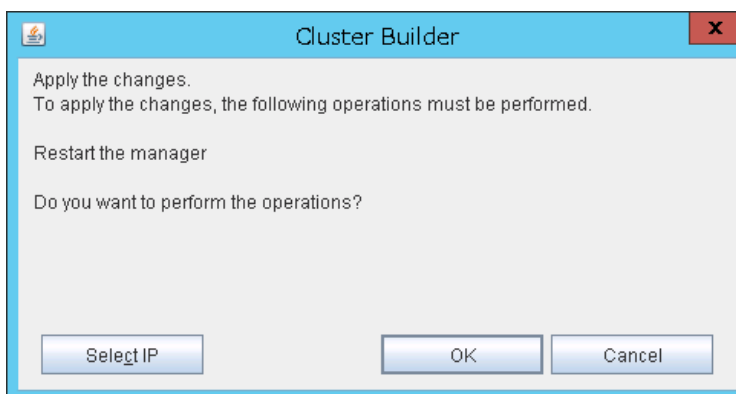 Cluster Builder
x
Apply the changes.
To apply the changes, the following operations must be performed.
Restart the manager
Do you want to perform the operations?
Select IP OK Cancel